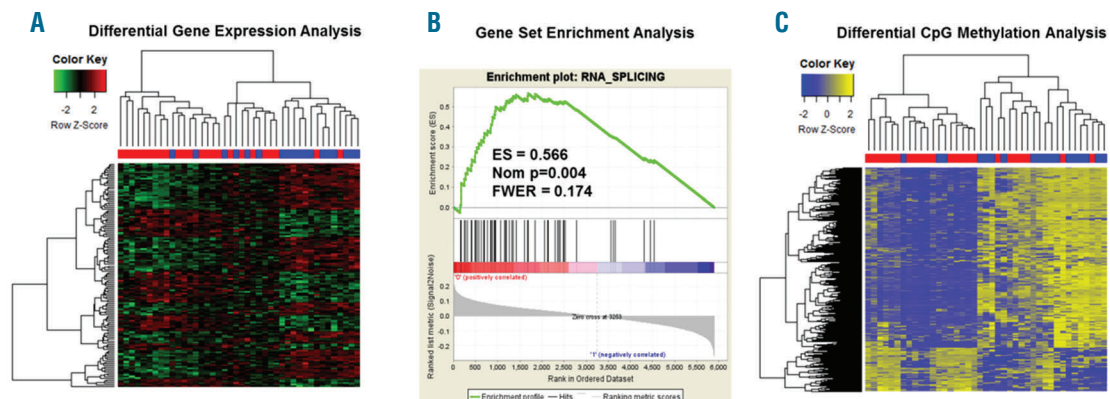 A
Differential Gene Expression Analysis
Color Key
-2 2
Row Z-Score
B
Gene Set Enrichment Analysis
Enrichment plot: RNA_SPLICING
Enrichment score (ES)
0.5
0.4
0.3
0.2
0.1
0.0
ES = 0.566
Nom p=0.004
FWER = 0.174
'0' (positively correlated)
Ranked list metric (Signal2Noise)
0.2
0.1
0.0
-0.1
-0.2
Zero cross at 3253
'1' (negatively correlated)
0 500 1,000 1,500 2,000 2,500 3,000 3,500 4,000 4,500 5,000 5,500 6,000
Rank in Ordered Dataset
Enrichment profile Hits Ranking metric scores
C
Differential CpG Methylation Analysis
Color Key
-2 0 2
Row Z-Score